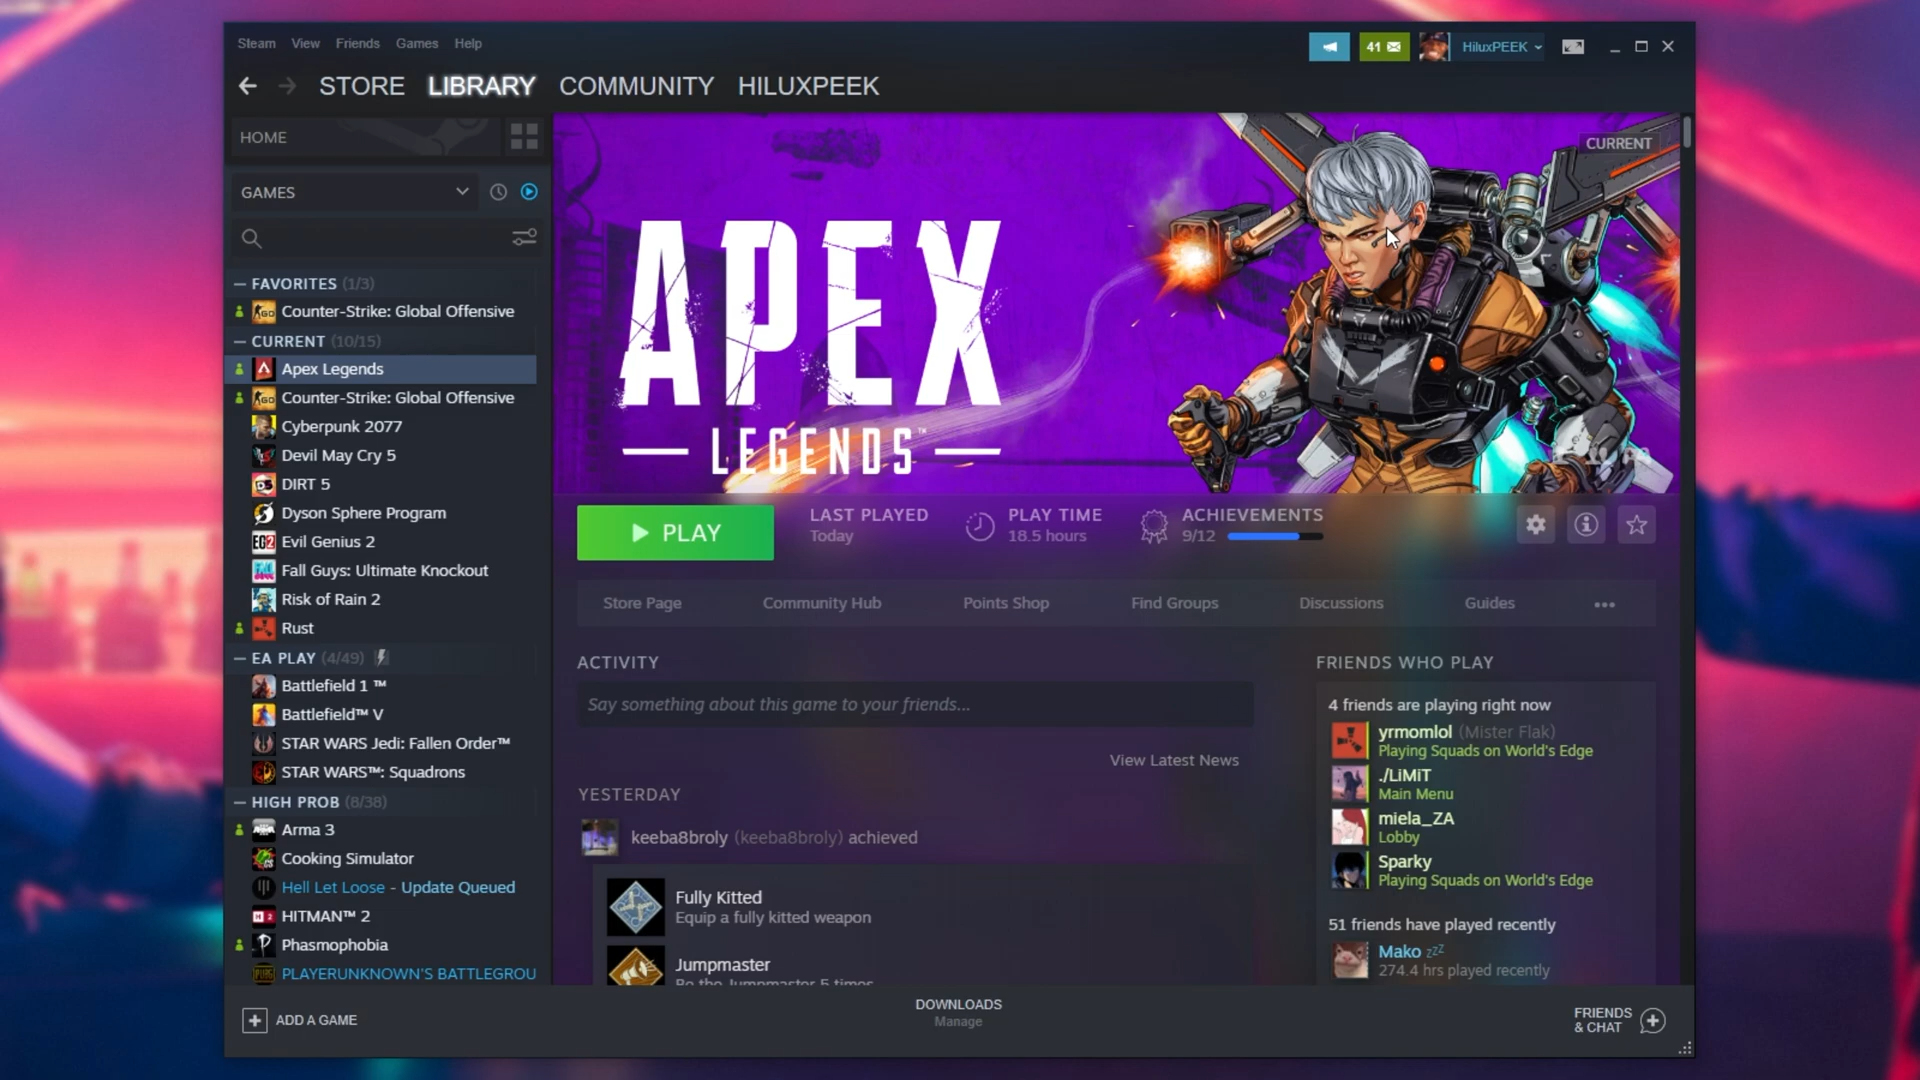 Steam View Friends Games Help
41 HiluxPEEK
STORE LIBRARY COMMUNITY HILUXPEEK
HOME
GAMES
— FAVORITES (1/3)
Counter-Strike: Global Offensive
— CURRENT (10/15)
Apex Legends
Counter-Strike: Global Offensive
Cyberpunk 2077
Devil May Cry 5
DIRT 5
Dyson Sphere Program
Evil Genius 2
Fall Guys: Ultimate Knockout
Risk of Rain 2
Rust
— EA PLAY (4/49)
Battlefield 1 ™
Battlefield™ V
STAR WARS Jedi: Fallen Order™
STAR WARS™: Squadrons
— HIGH PROB (8/38)
Arma 3
Cooking Simulator
Hell Let Loose - Update Queued
HITMAN™ 2
Phasmophobia
PLAYERUNKNOWN'S BATTLEGROU
CURRENT
APEX
LEGENDS™
PLAY
LAST PLAYED
Today
PLAY TIME
18.5 hours
ACHIEVEMENTS
9/12
Store Page Community Hub Points Shop Find Groups Discussions Guides •••
ACTIVITY
Say something about this game to your friends...
View Latest News
YESTERDAY
keeba8broly (keeba8broly) achieved
Fully Kitted
Equip a fully kitted weapon
Jumpmaster
Be the Jumpmaster 5 times
FRIENDS WHO PLAY
4 friends are playing right now
yrmomlol (Mister Flak)
Playing Squads on World's Edge
./LiMiT
Main Menu
miela_ZA
Lobby
Sparky
Playing Squads on World's Edge
51 friends have played recently
Mako zzZ
274.4 hrs played recently
ADD A GAME
DOWNLOADS
Manage
FRIENDS
& CHAT